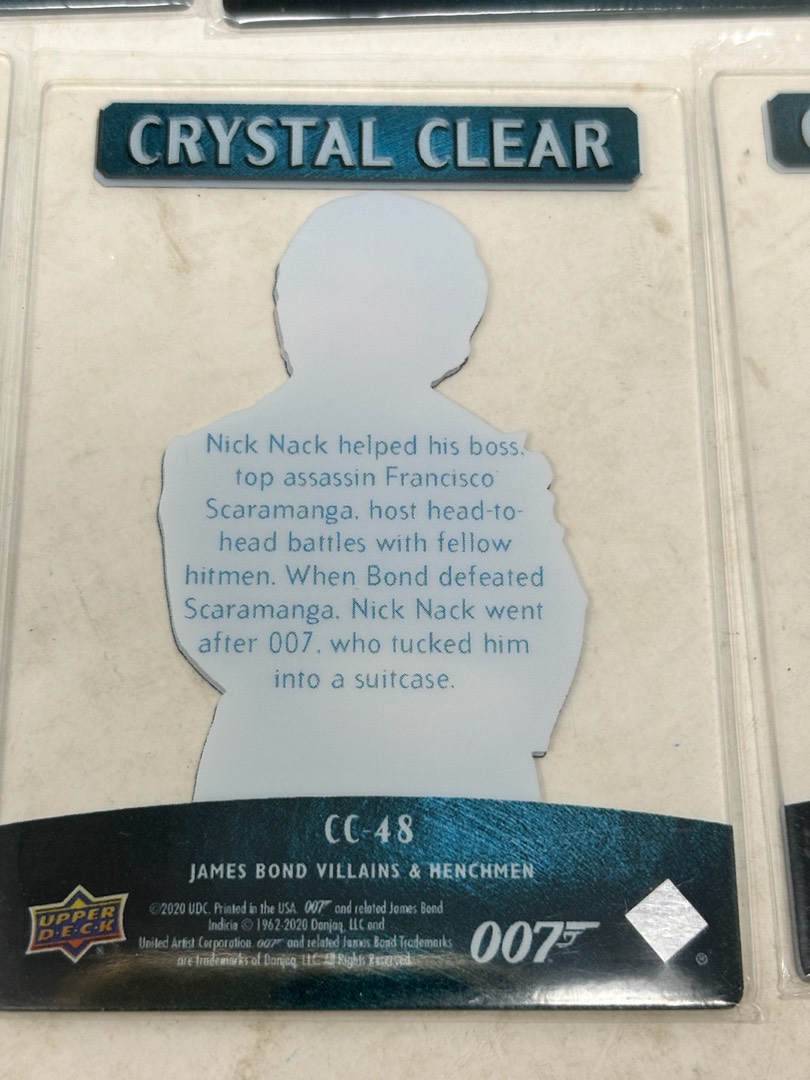 CRYSTAL CLEAR
Nick Nack helped his boss,
top assassin Francisco
Scaramanga, host head-to-
head battles with fellow
hitmen. When Bond defeated
Scaramanga, Nick Nack went
after 007, who tucked him
into a suitcase.
CC-48
JAMES BOND VILLAINS & HENCHMEN
©2020 UDC. Printed in the USA. 007 and related James Bond
Indicia © 1962-2020 Danjaq, LLC and
United Artist Corporation. 007 and related James Bond Trademarks
are trademarks of Danjaq, LLC. All Rights Reserved.
UPPER
D·E·C·K
007
®